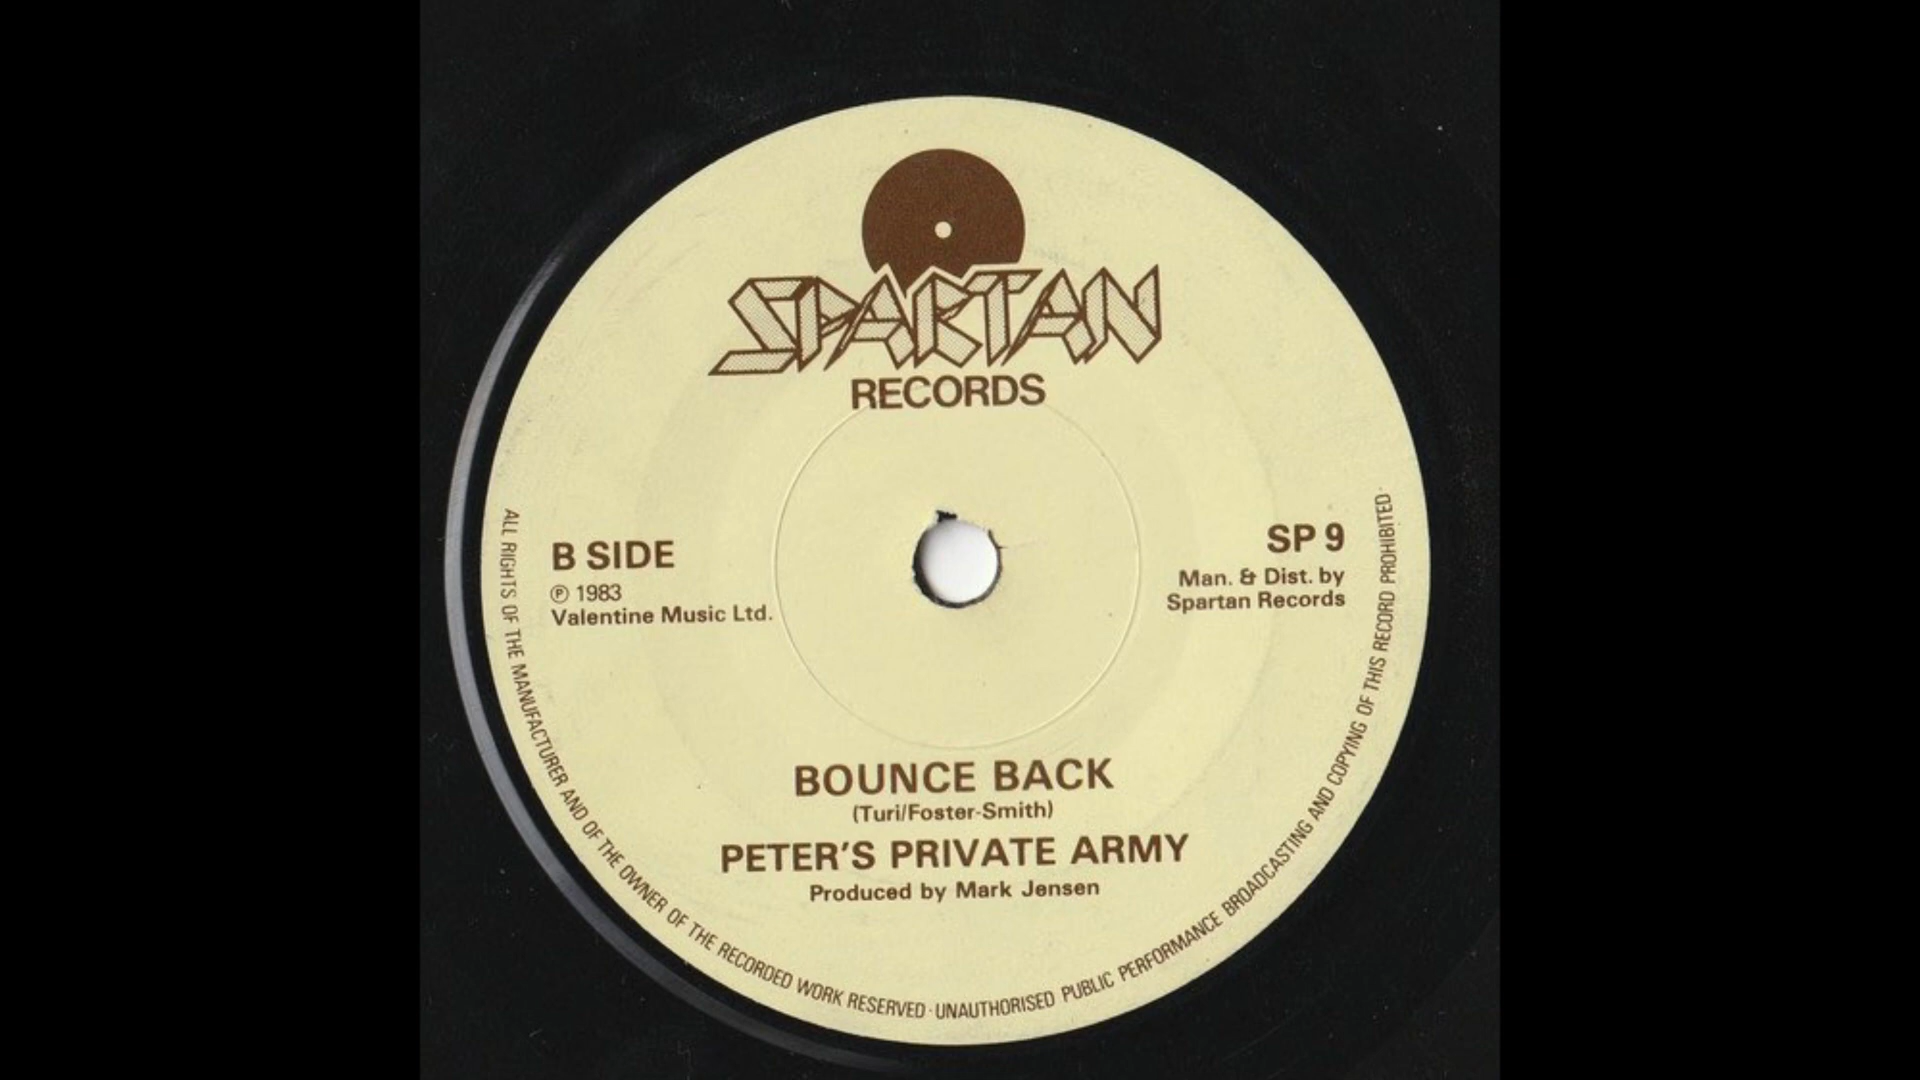 SPARTAN
RECORDS
B SIDE
℗ 1983
Valentine Music Ltd.
SP 9
Man. & Dist. by
Spartan Records
BOUNCE BACK
(Turi/Foster-Smith)
PETER'S PRIVATE ARMY
Produced by Mark Jensen
ALL RIGHTS OF THE MANUFACTURER AND OF THE OWNER OF THE RECORDED WORK RESERVED · UNAUTHORISED PUBLIC PERFORMANCE BROADCASTING AND COPYING OF THIS RECORD PROHIBITED ·